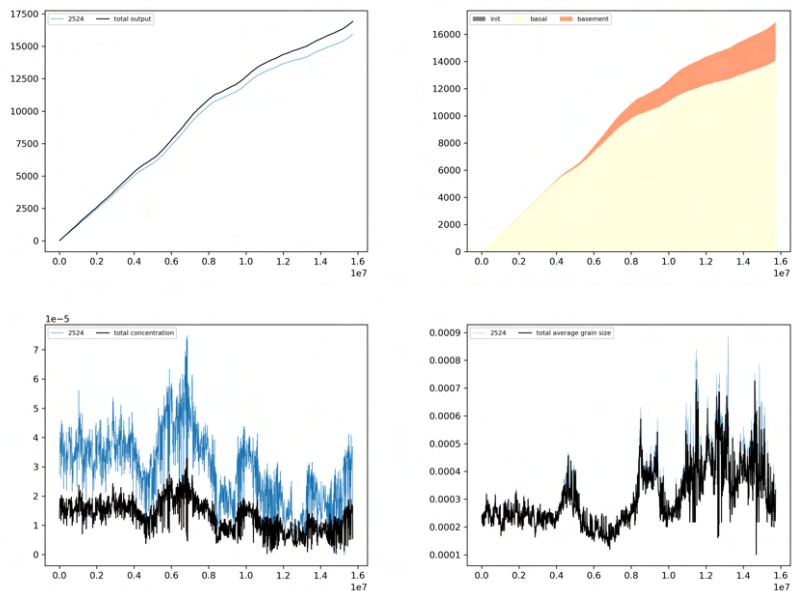 2524 total output
17500
15000
12500
10000
7500
5000
2500
0
0.0 0.2 0.4 0.6 0.8 1.0 1.2 1.4 1.6
1e7
init basal basement
16000
14000
12000
10000
8000
6000
4000
2000
0
0.0 0.2 0.4 0.6 0.8 1.0 1.2 1.4 1.6
1e7
1e−5
2524 total concentration
7
6
5
4
3
2
1
0
0.0 0.2 0.4 0.6 0.8 1.0 1.2 1.4 1.6
1e7
2524 total average grain size
0.0009
0.0008
0.0007
0.0006
0.0005
0.0004
0.0003
0.0002
0.0001
0.0 0.2 0.4 0.6 0.8 1.0 1.2 1.4 1.6
1e7